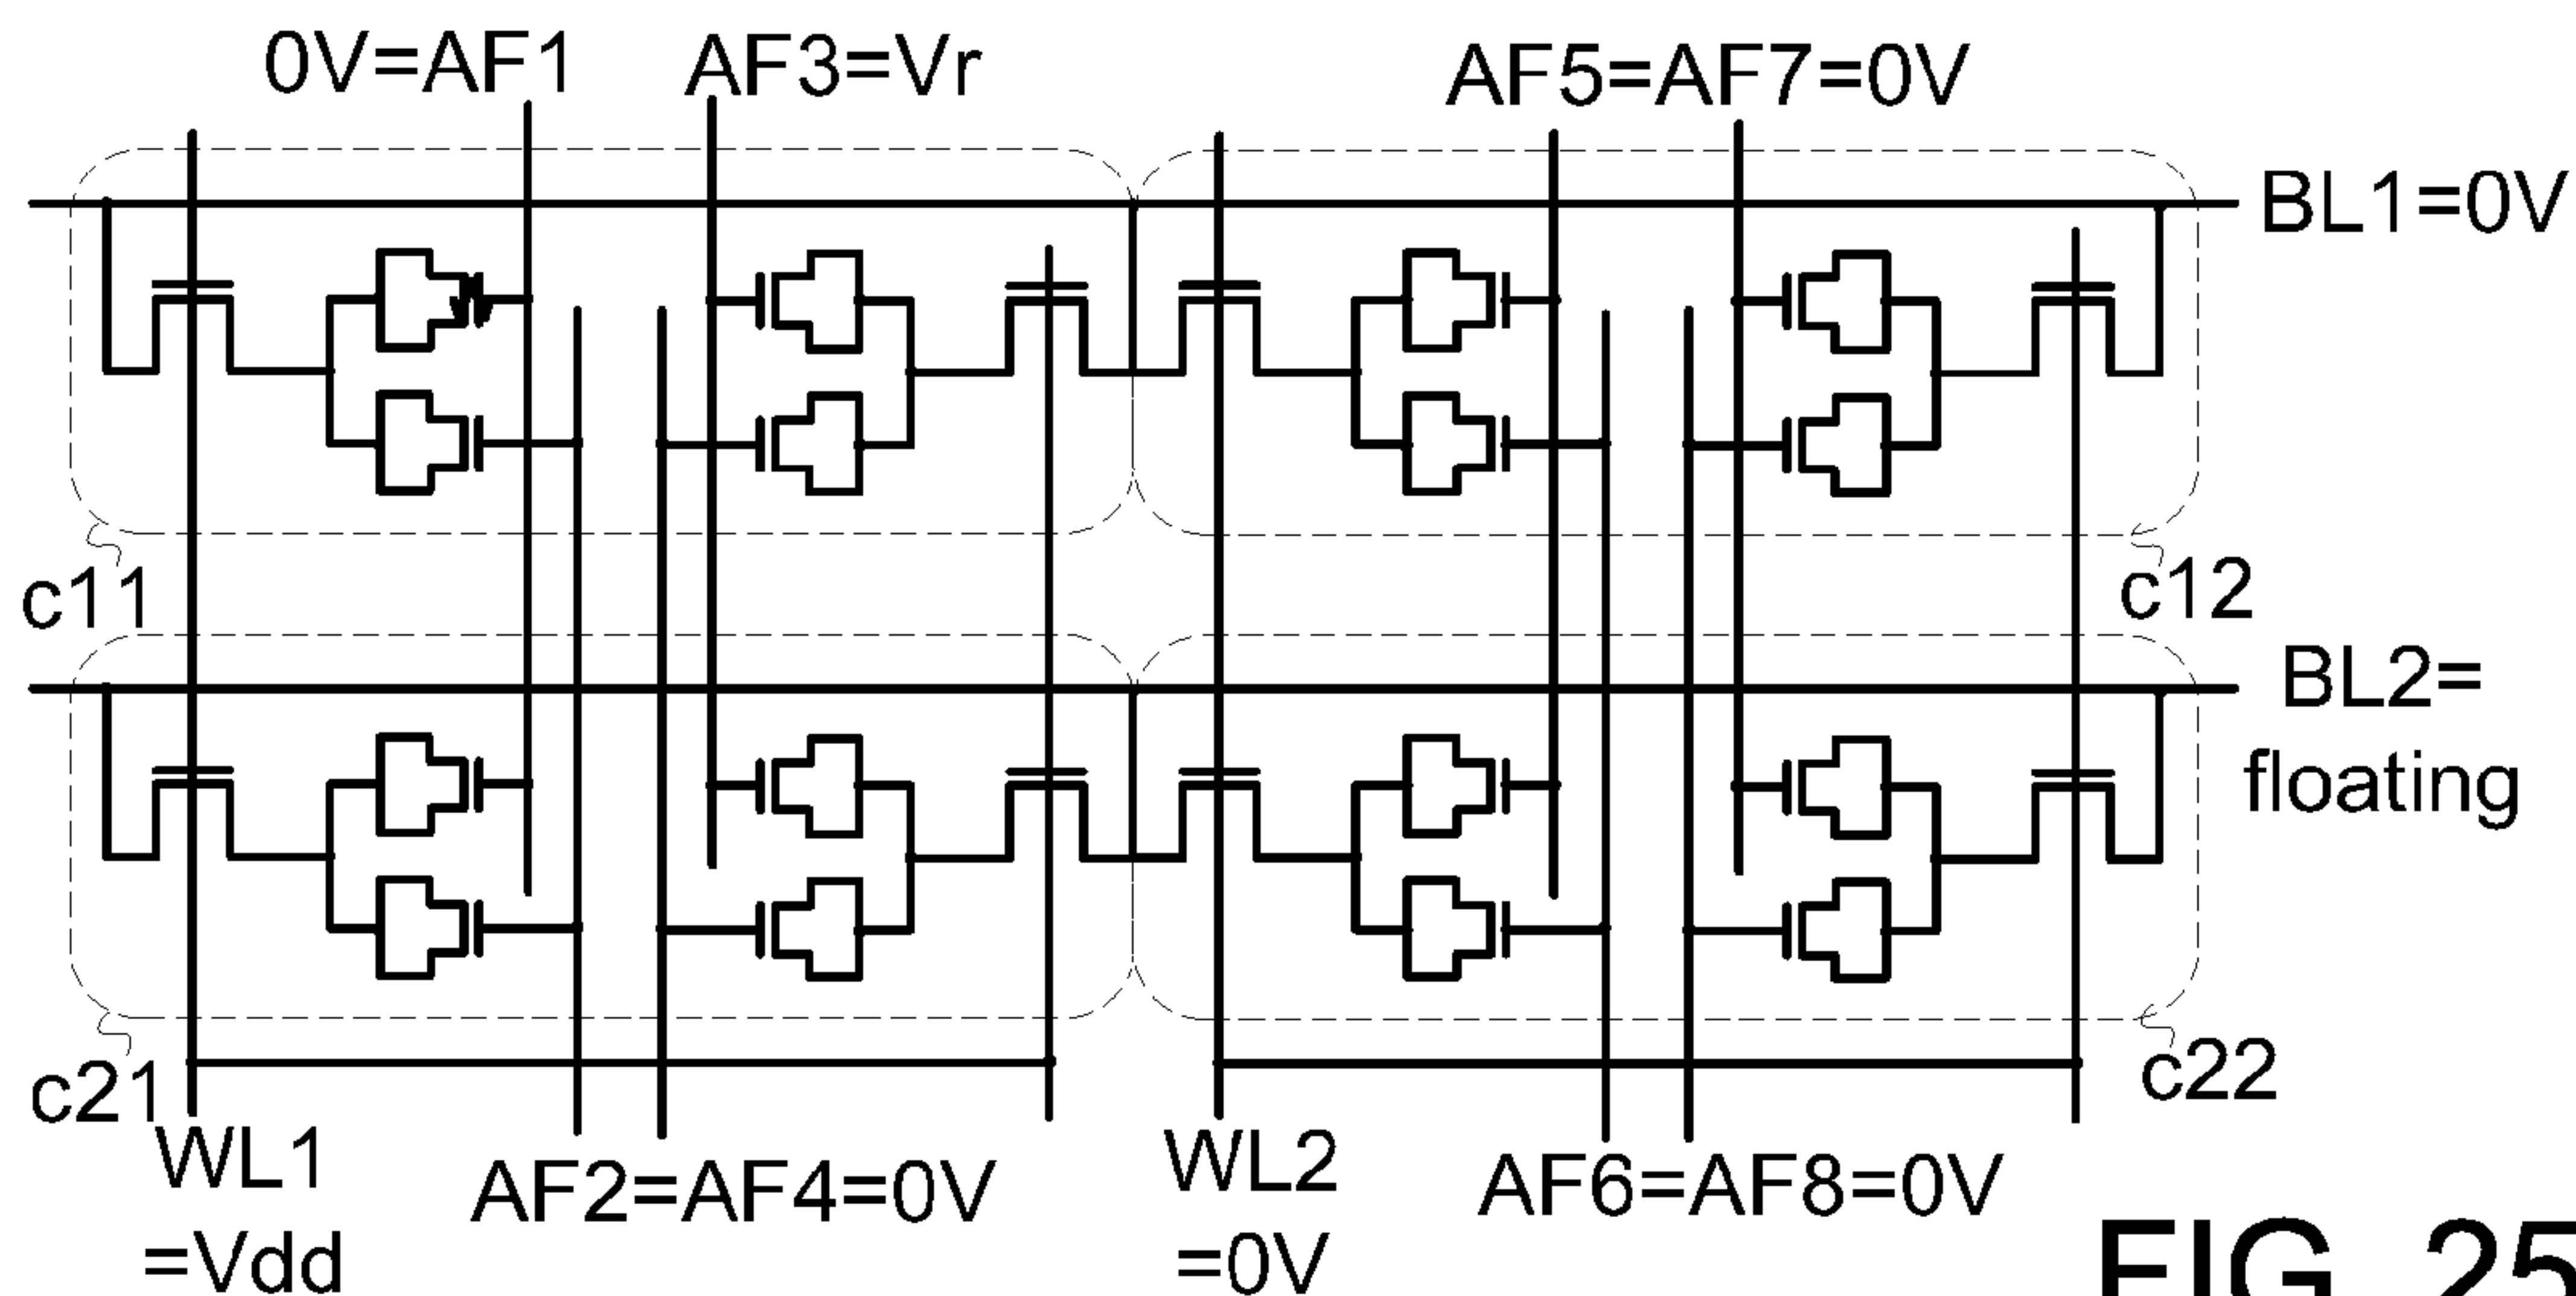 0V=AF1
AF3=Vr
AF5=AF7=0V
BL1=0V
c11
c12
BL2=
floating
c21
c22
WL1
=Vdd
AF2=AF4=0V
WL2
=0V
AF6=AF8=0V
FIG. 25